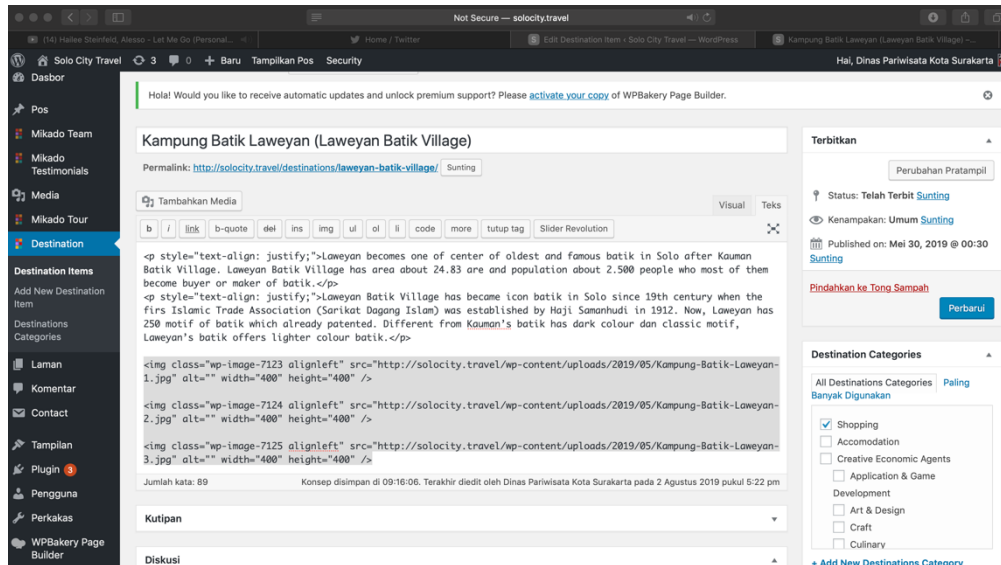 Not Secure — solocity.travel
(14) Hailee Steinfeld, Alesso - Let Me Go (Personal...
Home / Twitter
Edit Destination Item ‹ Solo City Travel — WordPress
Kampung Batik Laweyan (Laweyan Batik Village) –...
Solo City Travel
3
0
+ Baru
Tampilkan Pos
Security
Hai, Dinas Pariwisata Kota Surakarta
Dasbor
Pos
Mikado Team
Mikado
Testimonials
Media
Mikado Tour
Destination
Destination Items
Add New Destination
Item
Destinations
Categories
Laman
Komentar
Contact
Tampilan
Plugin 3
Pengguna
Perkakas
WPBakery Page
Builder
Hola! Would you like to receive automatic updates and unlock premium support? Please activate your copy of WPBakery Page Builder.
Kampung Batik Laweyan (Laweyan Batik Village)
Permalink: http://solocity.travel/destinations/laweyan-batik-village/ Sunting
Tambahkan Media
Visual Teks
b i link b-quote del ins img ul ol li code more tutup tag Slider Revolution
<p style="text-align: justify;">Laweyan becomes one of center of oldest and famous batik in Solo after Kauman
Batik Village. Laweyan Batik Village has area about 24.83 are and population about 2.500 people who most of them
become buyer or maker of batik.</p>
<p style="text-align: justify;">Laweyan Batik Village has became icon batik in Solo since 19th century when the
firs Islamic Trade Association (Sarikat Dagang Islam) was established by Haji Samanhudi in 1912. Now, Laweyan has
250 motif of batik which already patented. Different from Kauman’s batik has dark colour dan classic motif,
Laweyan’s batik offers lighter colour batik.</p>
<img class="wp-image-7123 alignleft" src="http://solocity.travel/wp-content/uploads/2019/05/Kampung-Batik-Laweyan-
1.jpg" alt="" width="400" height="400" />
<img class="wp-image-7124 alignleft" src="http://solocity.travel/wp-content/uploads/2019/05/Kampung-Batik-Laweyan-
2.jpg" alt="" width="400" height="400" />
<img class="wp-image-7125 alignleft" src="http://solocity.travel/wp-content/uploads/2019/05/Kampung-Batik-Laweyan-
3.jpg" alt="" width="400" height="400" />
Jumlah kata: 89
Konsep disimpan di 09:16:06. Terakhir diedit oleh Dinas Pariwisata Kota Surakarta pada 2 Agustus 2019 pukul 5:22 pm
Kutipan
Diskusi
Terbitkan
Perubahan Pratampil
Status: Telah Terbit Sunting
Kenampakan: Umum Sunting
Published on: Mei 30, 2019 @ 00:30
Sunting
Pindahkan ke Tong Sampah
Perbarui
Destination Categories
All Destinations Categories Paling
Banyak Digunakan
Shopping
Accomodation
Creative Economic Agents
Application & Game
Development
Art & Design
Craft
Culinary
+ Add New Destinations Category